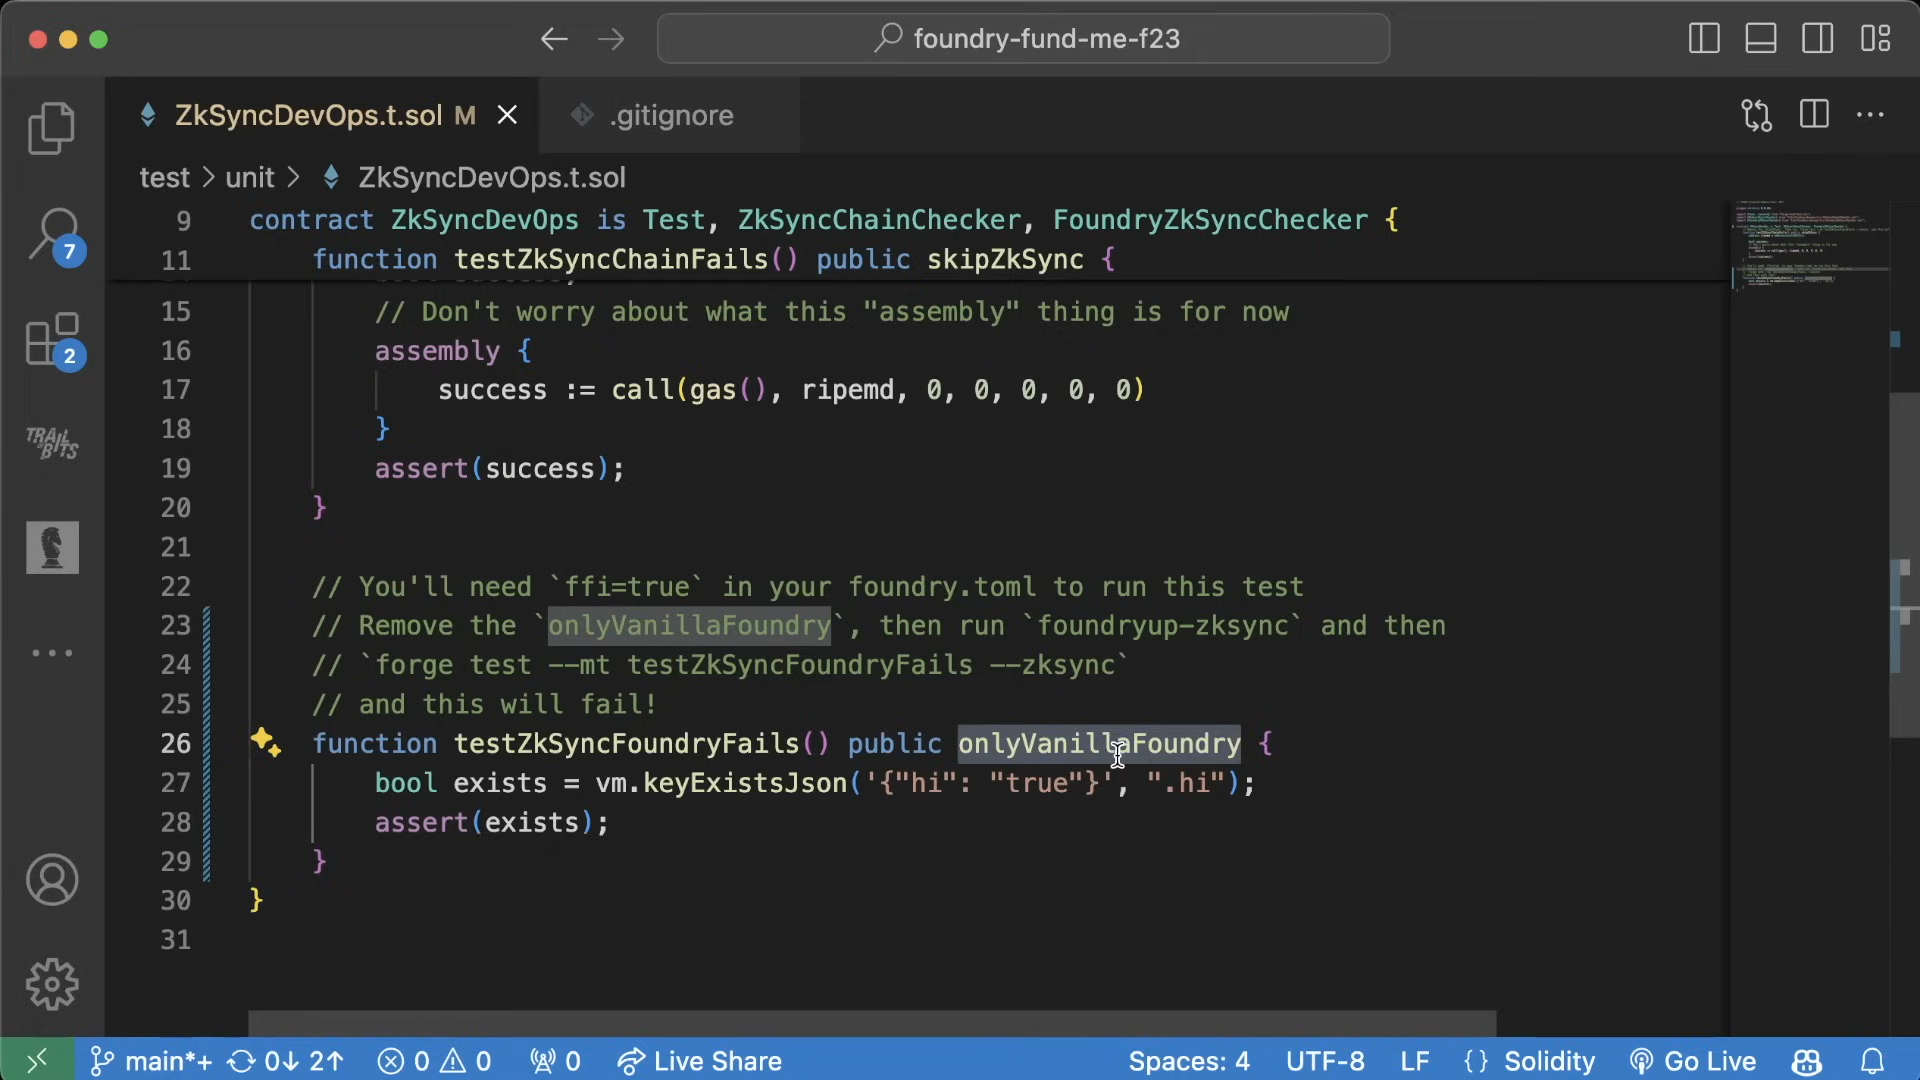 foundry-fund-me-f23
ZkSyncDevOps.t.sol M
.gitignore
test > unit > ZkSyncDevOps.t.sol
9 contract ZkSyncDevOps is Test, ZkSyncChainChecker, FoundryZkSyncChecker {
11 function testZkSyncChainFails() public skipZkSync {
15 // Don't worry about what this "assembly" thing is for now
16 assembly {
17 success := call(gas(), ripemd, 0, 0, 0, 0, 0)
18 }
19 assert(success);
20 }
21
22 // You'll need `ffi=true` in your foundry.toml to run this test
23 // Remove the `onlyVanillaFoundry`, then run `foundryup-zksync` and then
24 // `forge test --mt testZkSyncFoundryFails --zksync`
25 // and this will fail!
26 function testZkSyncFoundryFails() public onlyVanillaFoundry {
27 bool exists = vm.keyExistsJson('{"hi": "true"}', ".hi");
28 assert(exists);
29 }
30 }
31
7
2
TRAIL OF BITS
main*+ 0↓ 2↑ 0 0 0 Live Share Spaces: 4 UTF-8 LF {} Solidity Go Live